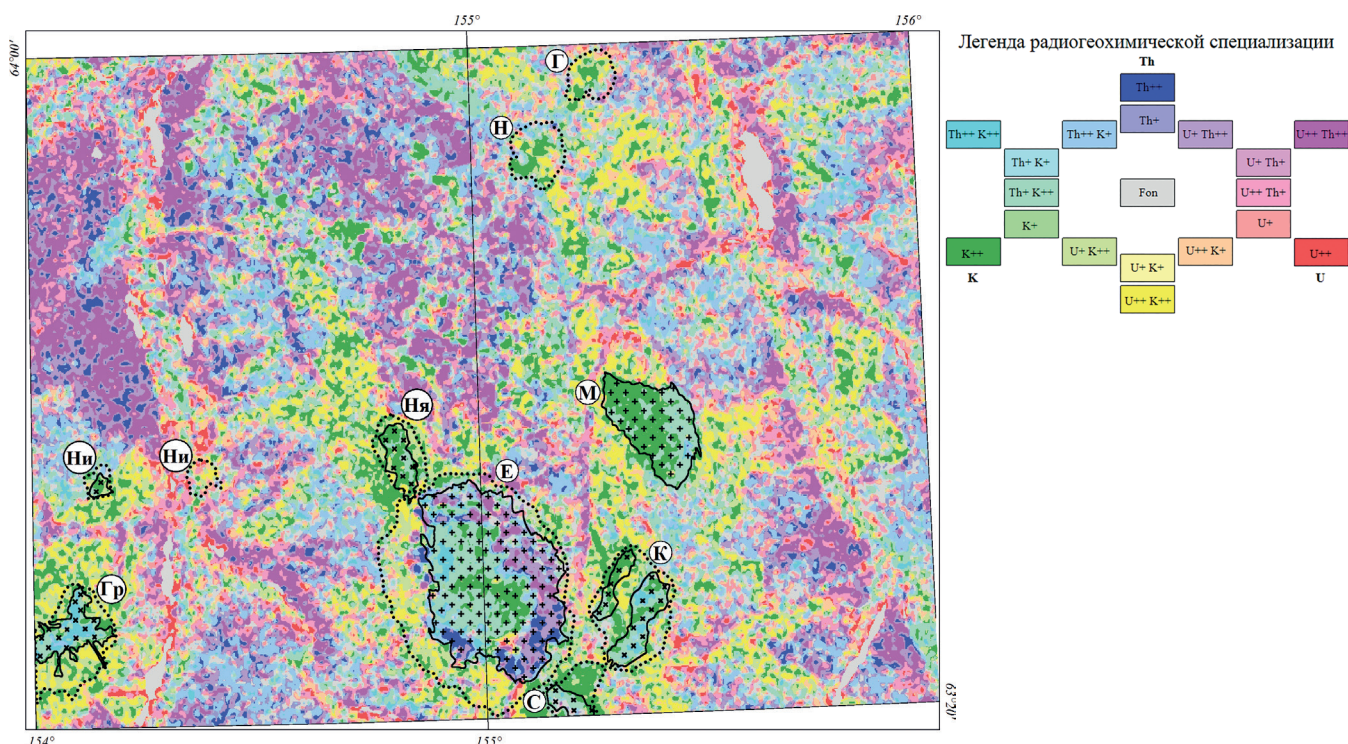 155°
156°
64°00'
Г
Н
М
Ня
Ни
Ни
Е
К
Гр
С
63°20'
154°
155°
Легенда радиогеохимической специализации
Th
Th++
Th+
Th++ K++
Th++ K+
U+ Th++
U++ Th++
Th+ K+
U+ Th+
Th+ K++
Fon
U++ Th+
K+
U+
K++
U+ K++
U+ K+
U++ K+
U++
K
U
U++ K++